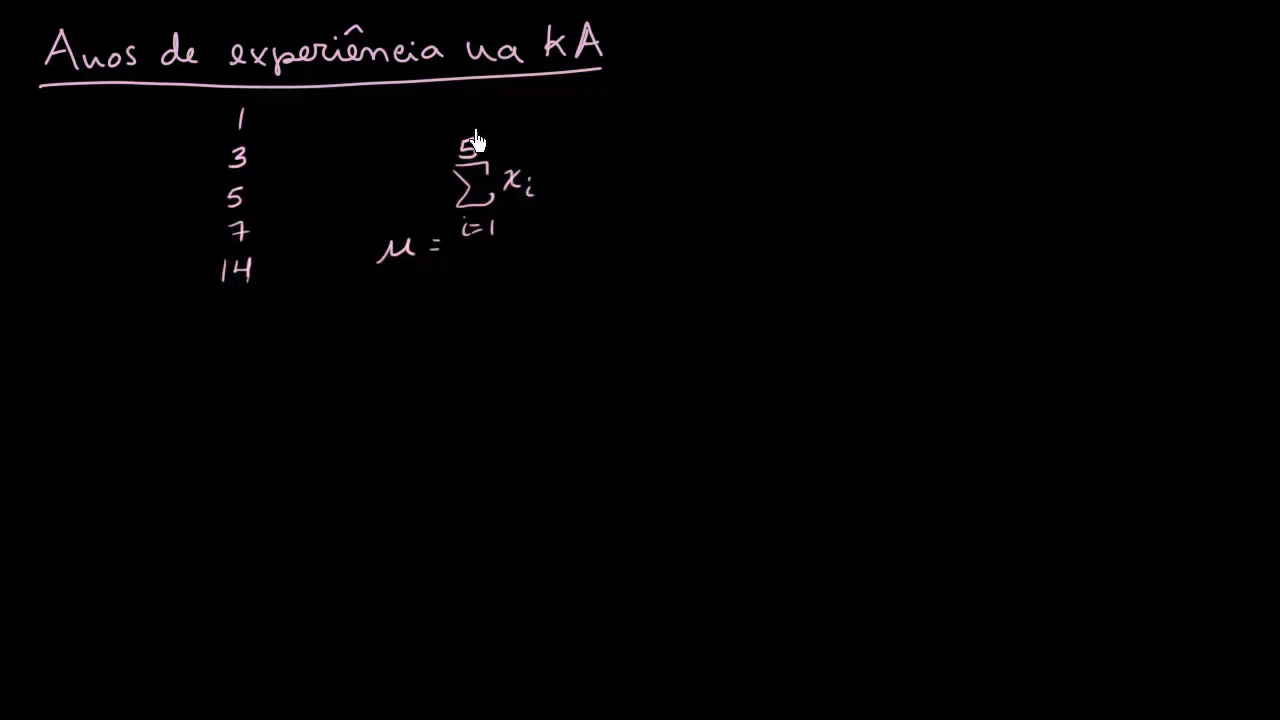 Anos de experiência na KA
1
3
5
7
14
5
∑ xᵢ
i=1
μ =